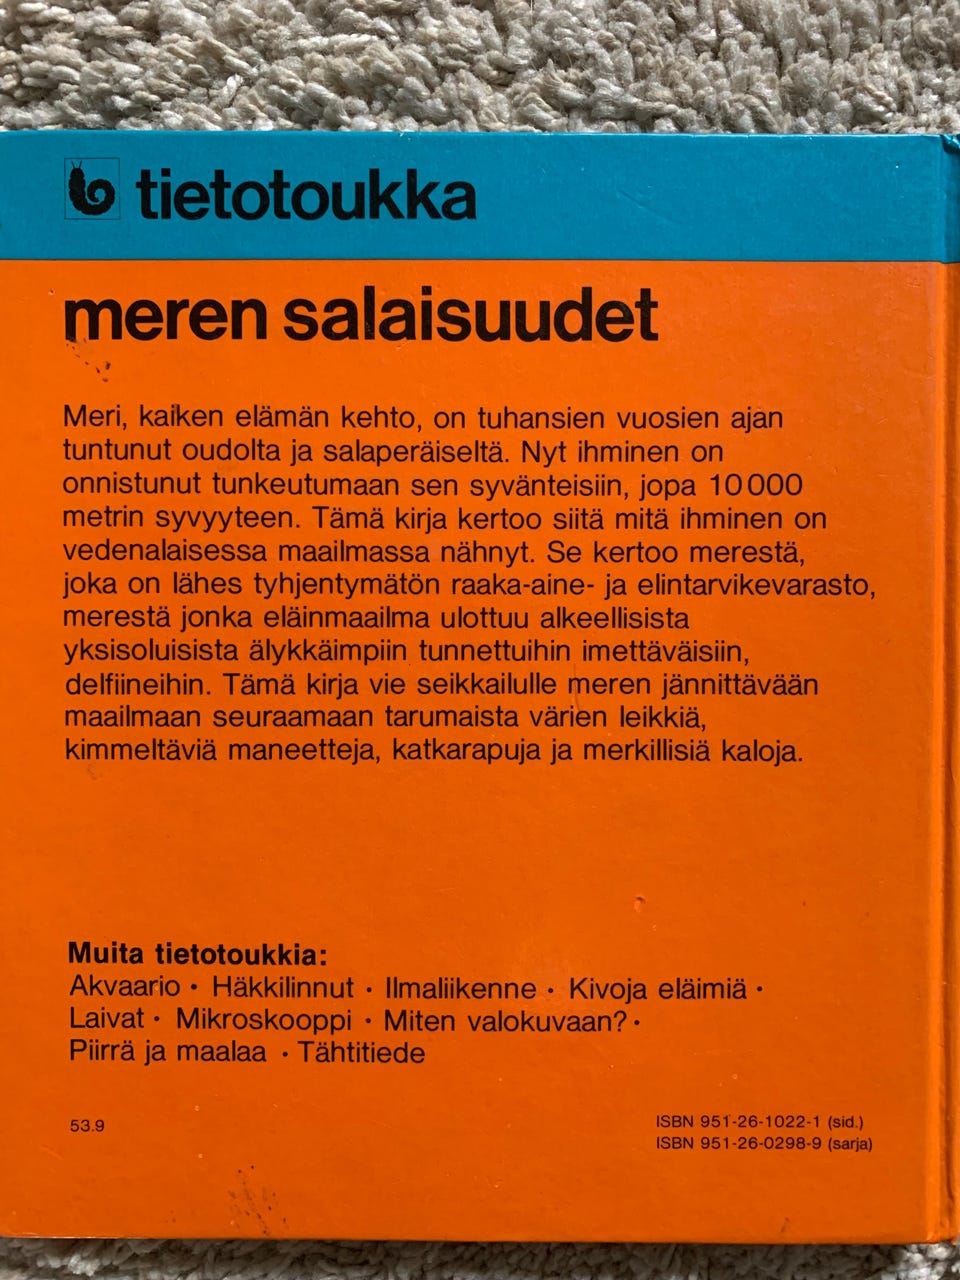 tietotoukka
meren salaisuudet
Meri, kaiken elämän kehto, on tuhansien vuosien ajan
tuntunut oudolta ja salaperäiseltä. Nyt ihminen on
onnistunut tunkeutumaan sen syvänteisiin, jopa 10 000
metrin syvyyteen. Tämä kirja kertoo siitä mitä ihminen on
vedenalaisessa maailmassa nähnyt. Se kertoo merestä,
joka on lähes tyhjentymätön raaka-aine- ja elintarvikevarasto,
merestä jonka eläinmaailma ulottuu alkeellisista
yksisoluisista älykkäimpiin tunnettuihin imettäväisiin,
delfiineihin. Tämä kirja vie seikkailulle meren jännittävään
maailmaan seuraamaan tarumaista värien leikkiä,
kimmeltäviä maneetteja, katkarapuja ja merkillisiä kaloja.
Muita tietotoukkia:
Akvaario · Häkkilinnut · Ilmaliikenne · Kivoja eläimiä ·
Laivat · Mikroskooppi · Miten valokuvaan? ·
Piirrä ja maalaa · Tähtitiede
53.9
ISBN 951-26-1022-1 (sid.)
ISBN 951-26-0298-9 (sarja)